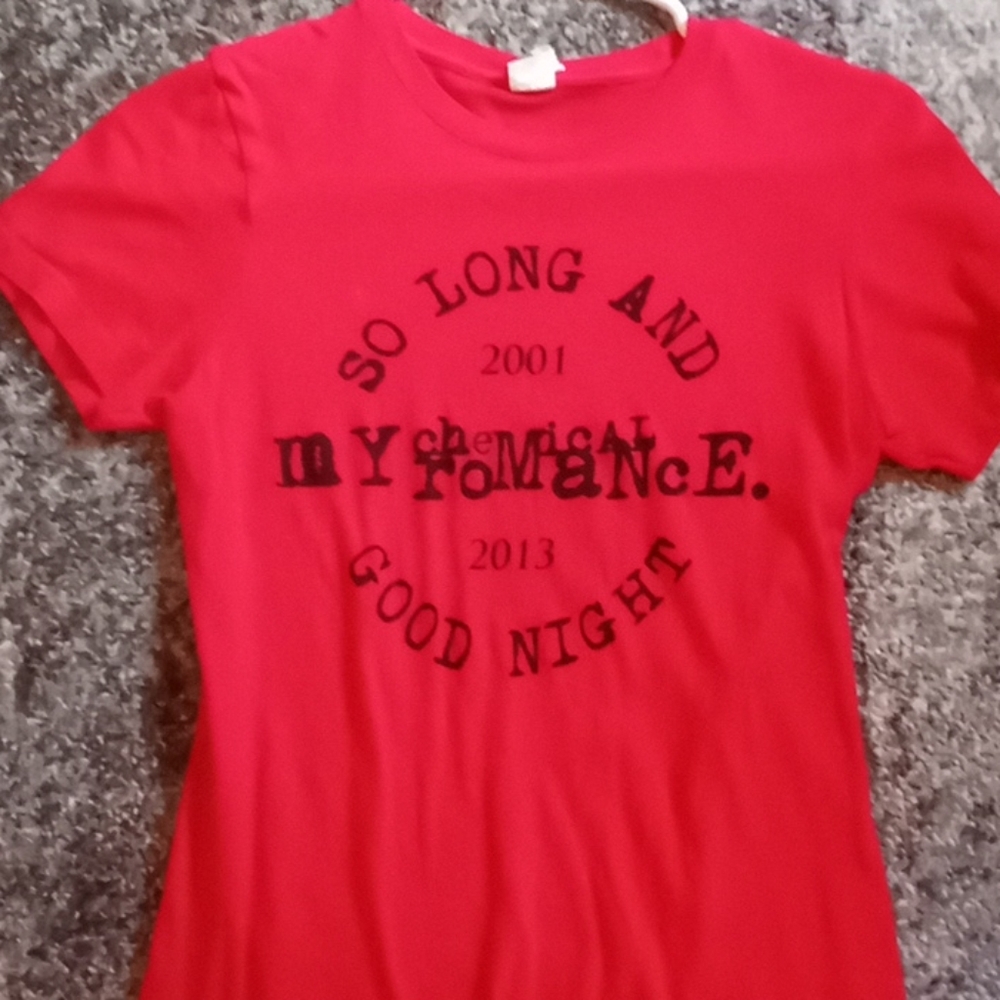 SO LONG AND
2001
mY cheMicAL
roMaNcE.
2013
GOOD NIGHT